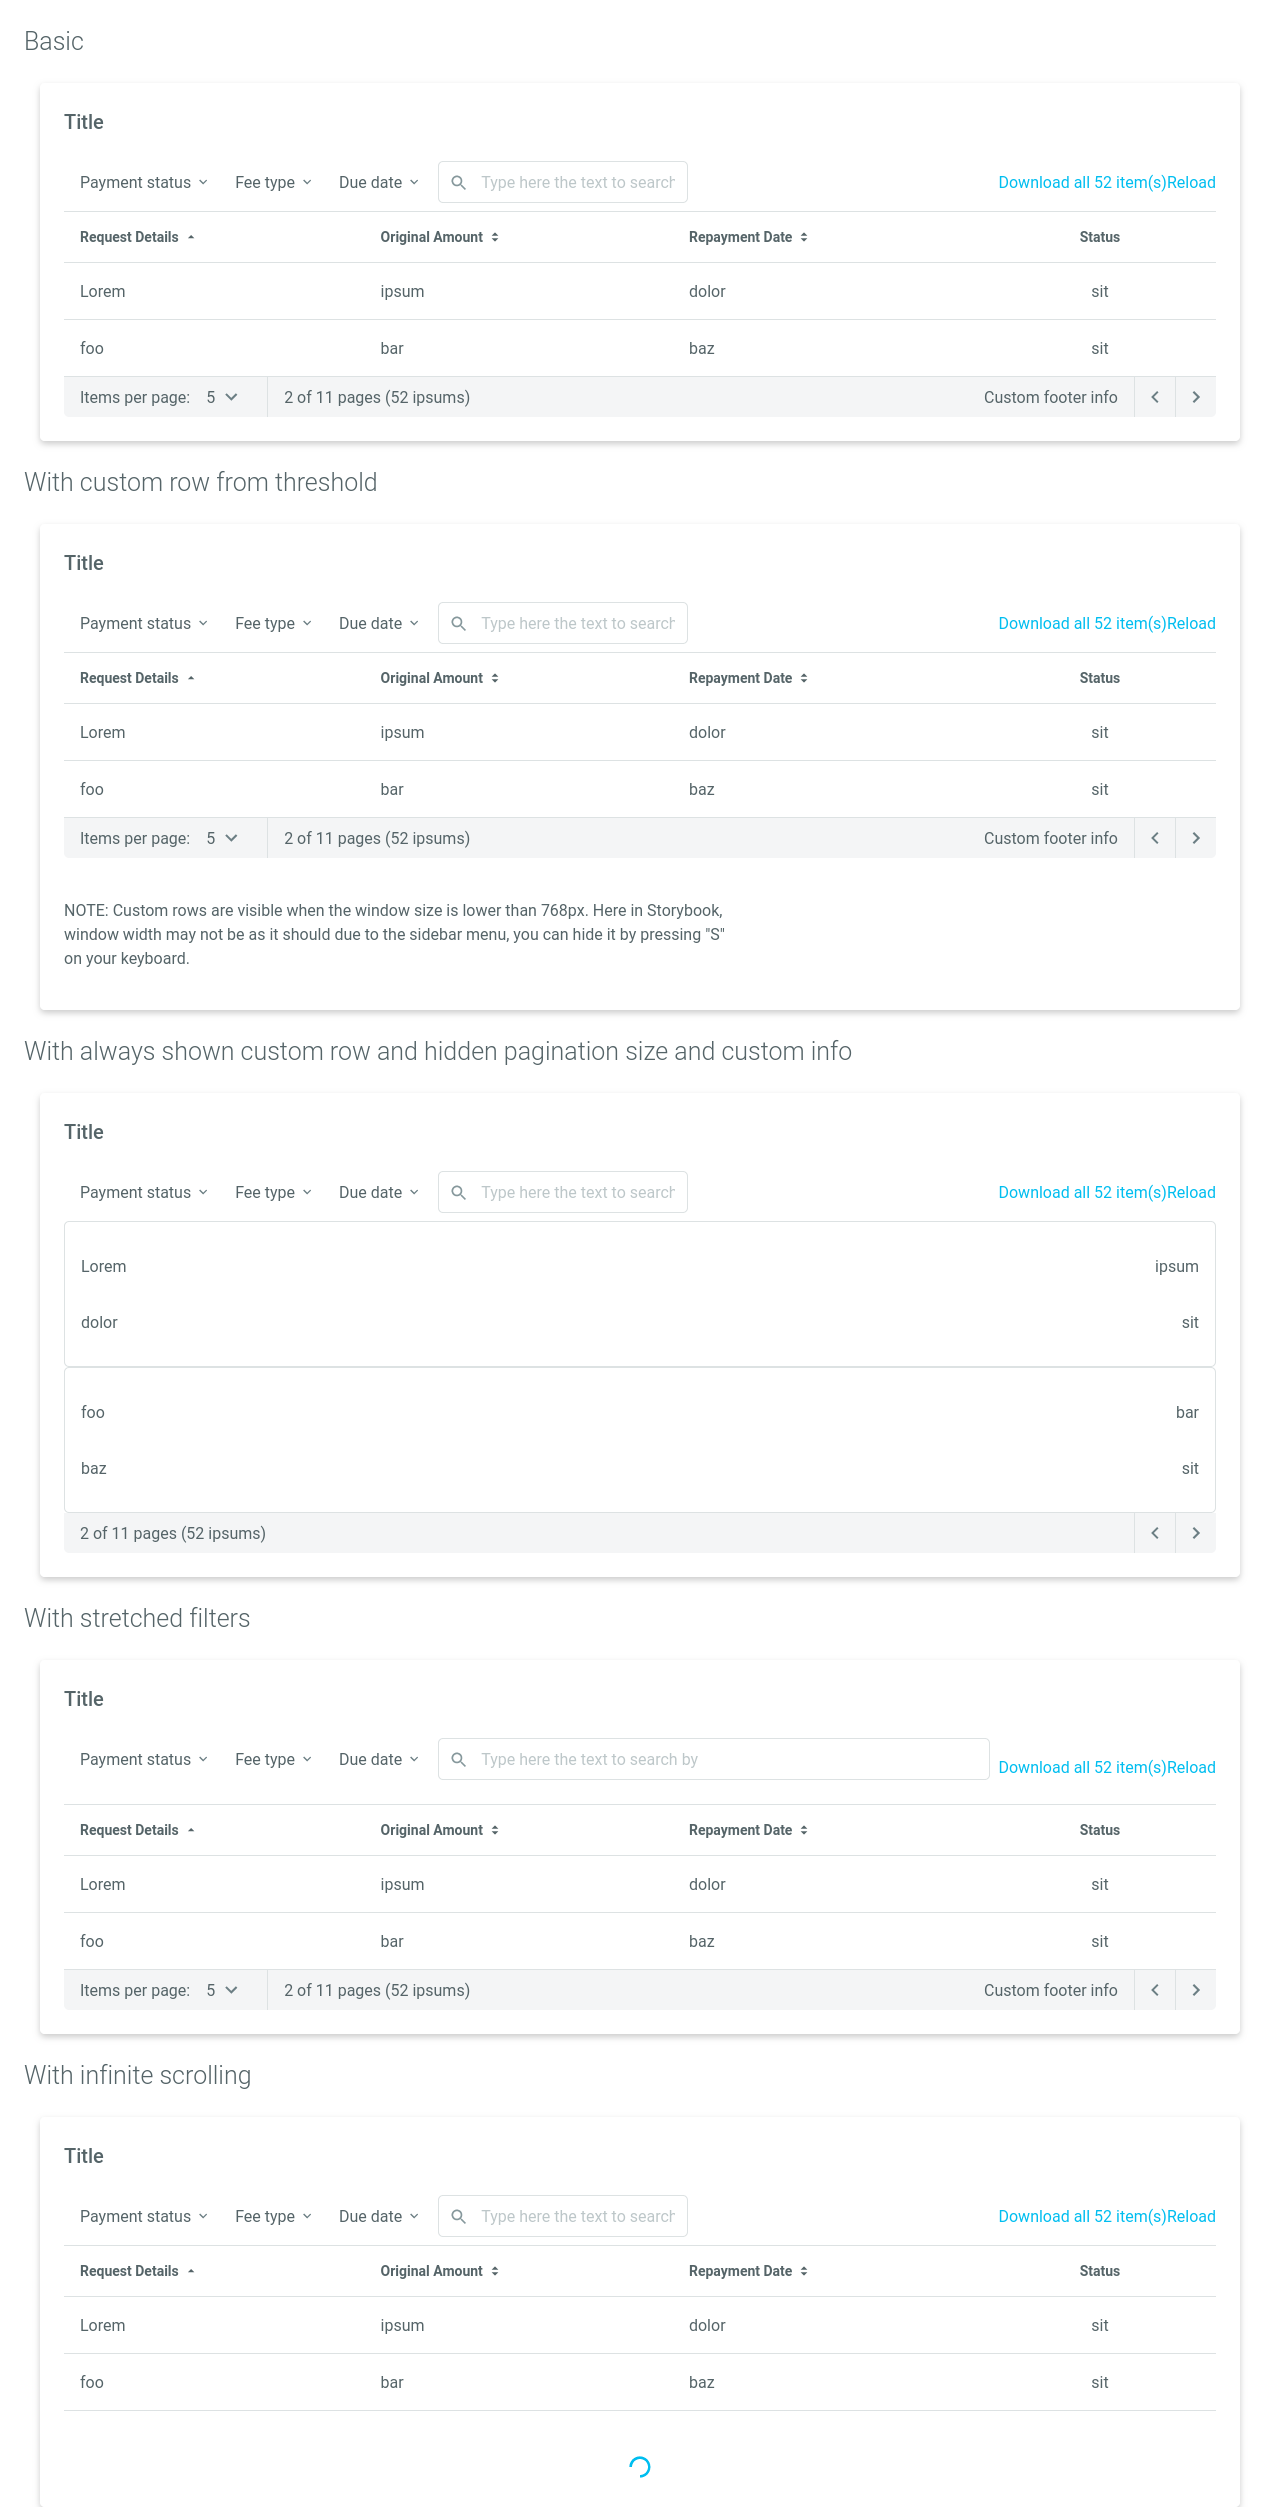 Basic
Title
Payment status Fee type Due date Type here the text to search Download all 52 item(s)Reload
Request Details Original Amount Repayment Date Status
Lorem ipsum dolor sit
foo bar baz sit
Items per page: 5 2 of 11 pages (52 ipsums) Custom footer info
With custom row from threshold
Title
Payment status Fee type Due date Type here the text to search Download all 52 item(s)Reload
Request Details Original Amount Repayment Date Status
Lorem ipsum dolor sit
foo bar baz sit
Items per page: 5 2 of 11 pages (52 ipsums) Custom footer info
NOTE: Custom rows are visible when the window size is lower than 768px. Here in Storybook,
window width may not be as it should due to the sidebar menu, you can hide it by pressing "S"
on your keyboard.
With always shown custom row and hidden pagination size and custom info
Title
Payment status Fee type Due date Type here the text to search Download all 52 item(s)Reload
Lorem ipsum
dolor sit
foo bar
baz sit
2 of 11 pages (52 ipsums)
With stretched filters
Title
Payment status Fee type Due date Type here the text to search by Download all 52 item(s)Reload
Request Details Original Amount Repayment Date Status
Lorem ipsum dolor sit
foo bar baz sit
Items per page: 5 2 of 11 pages (52 ipsums) Custom footer info
With infinite scrolling
Title
Payment status Fee type Due date Type here the text to search Download all 52 item(s)Reload
Request Details Original Amount Repayment Date Status
Lorem ipsum dolor sit
foo bar baz sit